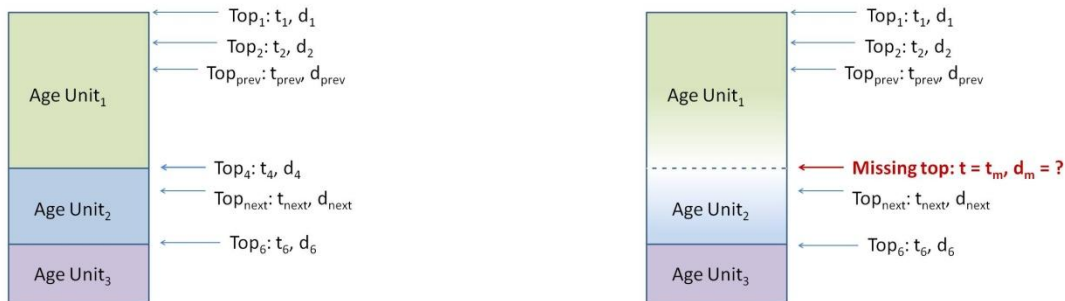 Top₁: t₁, d₁
Top₂: t₂, d₂
Topₚᵣₑᵥ: tₚᵣₑᵥ, dₚᵣₑᵥ
Age Unit₁
Top₄: t₄, d₄
Topₙₑₓₜ: tₙₑₓₜ, dₙₑₓₜ
Age Unit₂
Top₆: t₆, d₆
Age Unit₃
Top₁: t₁, d₁
Top₂: t₂, d₂
Topₚᵣₑᵥ: tₚᵣₑᵥ, dₚᵣₑᵥ
Age Unit₁
Missing top: t = tₘ, dₘ = ?
Topₙₑₓₜ: tₙₑₓₜ, dₙₑₓₜ
Age Unit₂
Top₆: t₆, d₆
Age Unit₃